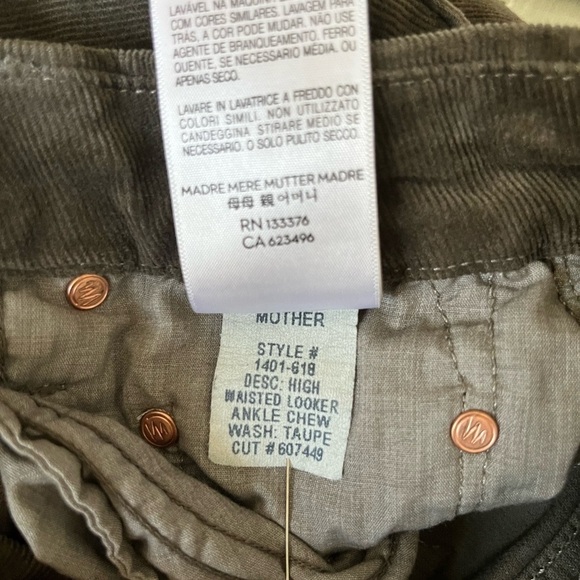 LAVÁVEL NA MÁQUINA
COM CORES SIMILARES. LAVAGEM PARA
TRÁS, A COR PODE MUDAR. NÃO USE
AGENTE DE BRANQUEAMENTO. FERRO
QUENTE, SE NECESSÁRIO MÉDIA, OU
APENAS SECO.
LAVARE IN LAVATRICE A FREDDO CON
COLORI SIMILI. NON UTILIZZATO
CANDEGGINA STIRARE MEDIO SE
NECESSARIO. O SOLO PULITO SECCO.
MADRE MERE MUTTER MADRE
母母 親 어머니
RN 133376
CA 623496
MOTHER
STYLE #
1401-618
DESC: HIGH
WAISTED LOOKER
ANKLE CHEW
WASH: TAUPE
CUT # 607449